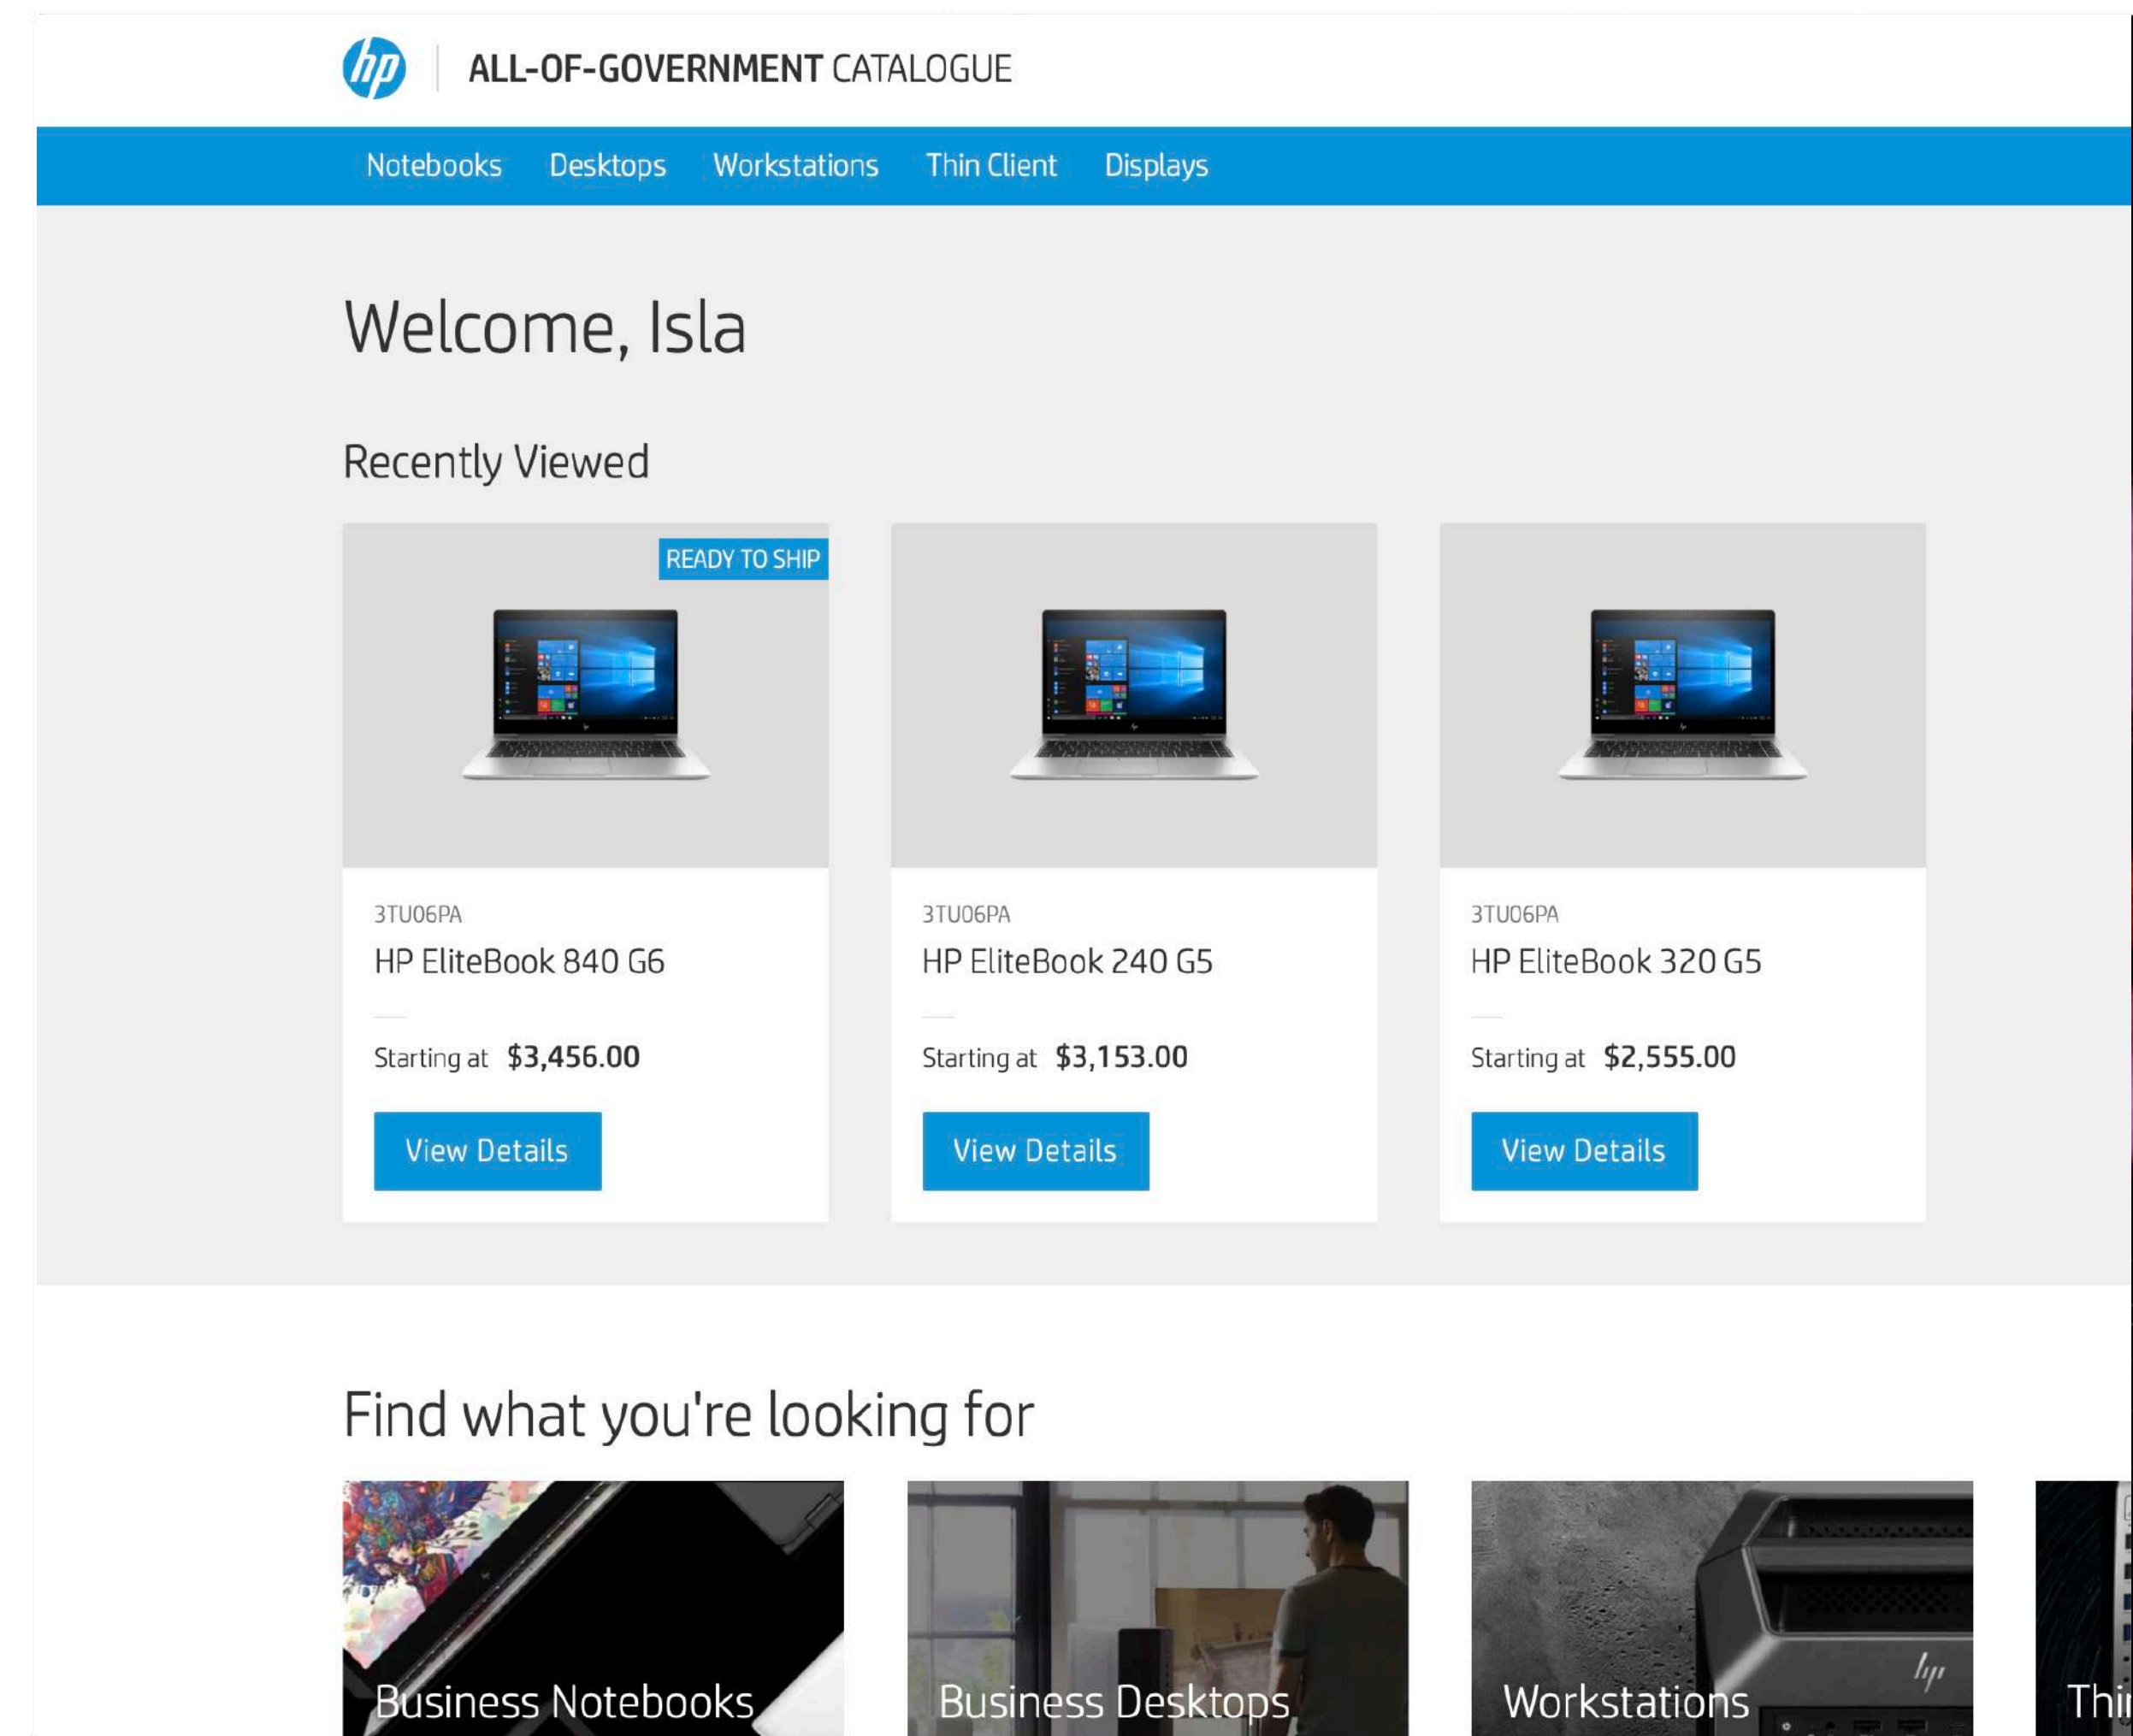 hp
ALL-OF-GOVERNMENT CATALOGUE
Notebooks Desktops Workstations Thin Client Displays
Welcome, Isla
Recently Viewed
READY TO SHIP
3TU06PA
HP EliteBook 840 G6
Starting at $3,456.00
View Details
3TU06PA
HP EliteBook 240 G5
Starting at $3,153.00
View Details
3TU06PA
HP EliteBook 320 G5
Starting at $2,555.00
View Details
Find what you're looking for
Business Notebooks
Business Desktops
hp
Workstations